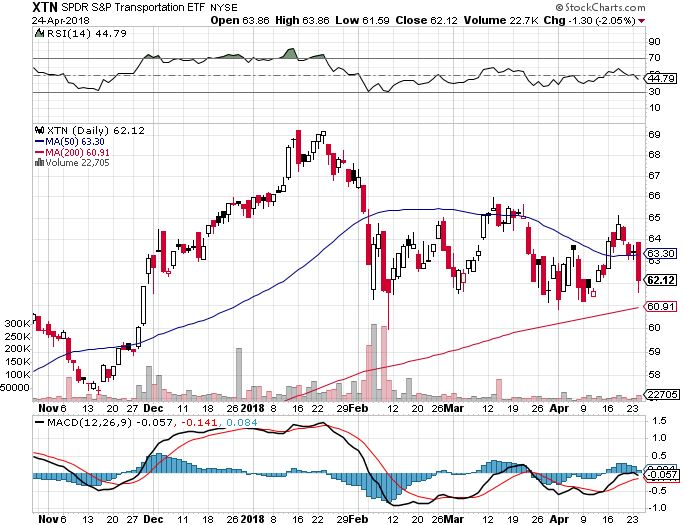 XTN SPDR S&P Transportation ETF NYSE
© StockCharts.com
24-Apr-2018 Open 63.86 High 63.86 Low 61.59 Close 62.12 Volume 22.7K Chg -1.30 (-2.05%)
RSI(14) 44.79
90
70
50
44.79
30
10
XTN (Daily) 62.12
MA(50) 63.30
MA(200) 60.91
Volume 22,705
69
68
67
66
65
64
63
63.30
62.12
60.91
60
59
58
300K
250K
200K
150K
100K
50000
22705
Nov 6 13 20 27 Dec 11 18 26 2018 8 16 22 29 Feb 12 20 26 Mar 12 19 26 Apr 9 16 23
MACD(12,26,9) -0.057, -0.141, 0.084
1.5
1.0
0.5
-0.057
-0.5
-1.0
Nov 6 13 20 27 Dec 11 18 26 2018 8 16 22 29 Feb 12 20 26 Mar 12 19 26 Apr 9 16 23